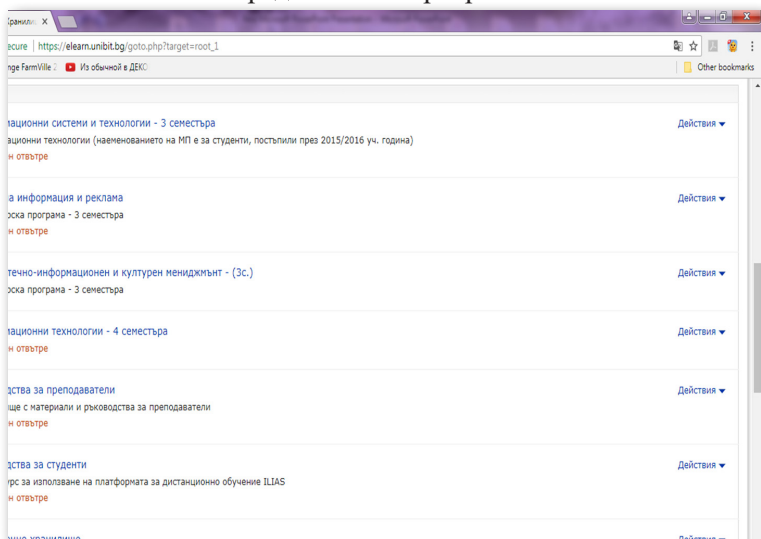 ecure | https://elearn.unibit.bg/goto.php?target=root_1
nge FarmVille 2 Из обычной в ДЕКО Other bookmarks
ационни системи и технологии - 3 семестъра Действия
ационни технологии (наименованието на МП е за студенти, постъпили през 2015/2016 уч. година)
н отвътре
а информация и реклама Действия
рска програма - 3 семестъра
н отвътре
течно-информационен и културен мениджмънт - (3с.) Действия
рска програма - 3 семестъра
мационни технологии - 4 семестъра Действия
н отвътре
дства за преподаватели Действия
ище с материали и ръководства за преподаватели
н отвътре
дства за студенти Действия
урс за използване на платформата за дистанционно обучение ILIAS
н отвътре